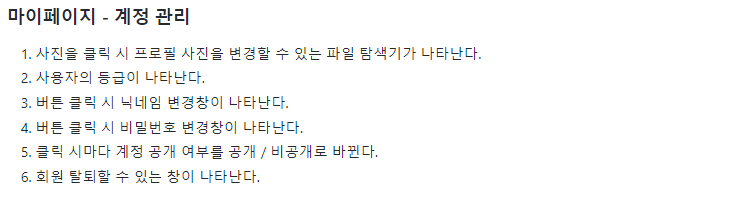 마이페이지 - 계정 관리
1. 사진을 클릭 시 프로필 사진을 변경할 수 있는 파일 탐색기가 나타난다.
2. 사용자의 등급이 나타난다.
3. 버튼 클릭 시 닉네임 변경창이 나타난다.
4. 버튼 클릭 시 비밀번호 변경창이 나타난다.
5. 클릭 시마다 계정 공개 여부를 공개 / 비공개로 바뀐다.
6. 회원 탈퇴할 수 있는 창이 나타난다.